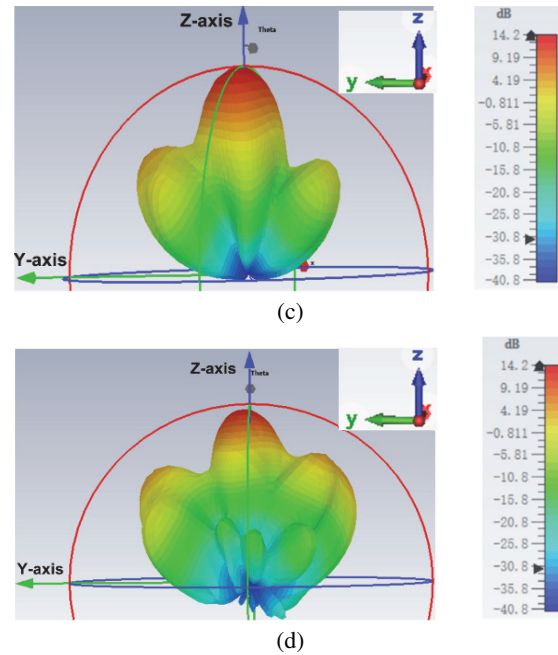 Z-axis
Theta
z
y
x
Y-axis
x
dB
14.2
9.19
4.19
-0.811
-5.81
-10.8
-15.8
-20.8
-25.8
-30.8
-35.8
-40.8
(c)
Z-axis
Theta
z
y
x
Y-axis
dB
14.2
9.19
4.19
-0.811
-5.81
-10.8
-15.8
-20.8
-25.8
-30.8
-35.8
-40.8
(d)